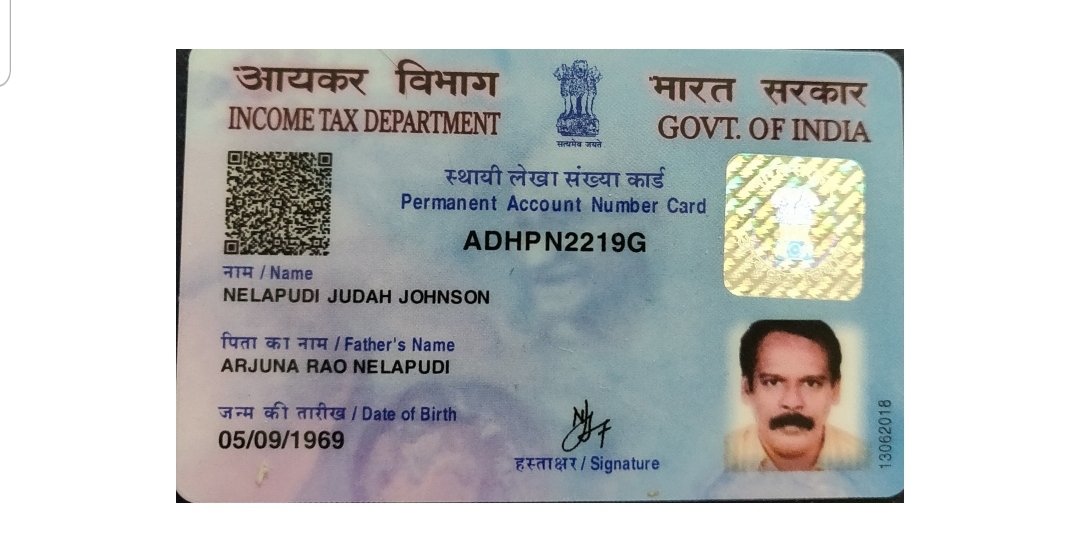 आयकर विभाग
INCOME TAX DEPARTMENT
सत्यमेव जयते
भारत सरकार
GOVT. OF INDIA
स्थायी लेखा संख्या कार्ड
Permanent Account Number Card
ADHPN2219G
नाम / Name
NELAPUDI JUDAH JOHNSON
पिता का नाम / Father's Name
ARJUNA RAO NELAPUDI
जन्म की तारीख / Date of Birth
05/09/1969
हस्ताक्षर / Signature
13062018